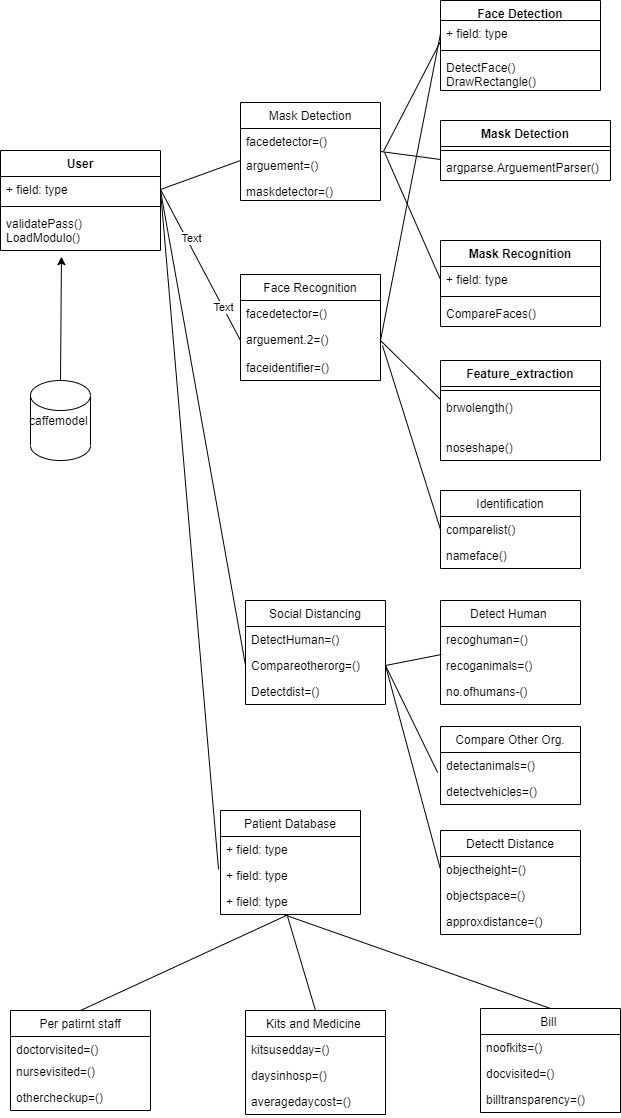 Face Detection
+ field: type
DetectFace()
DrawRectangle()
Mask Detection
facedetector=()
arguement=()
maskdetector=()
Mask Detection
argparse.ArguementParser()
User
+ field: type
validatePass()
LoadModulo()
Text
Text
Mask Recognition
+ field: type
CompareFaces()
Face Recognition
facedetector=()
arguement.2=()
faceidentifier=()
Feature_extraction
brwolength()
noseshape()
caffemodel
Identification
comparelist()
nameface()
Social Distancing
DetectHuman=()
Compareotherorg=()
Detectdist=()
Detect Human
recoghuman=()
recoganimals=()
no.ofhumans-()
Compare Other Org.
detectanimals=()
detectvehicles=()
Patient Database
+ field: type
+ field: type
+ field: type
Detectt Distance
objectheight=()
objectspace=()
approxdistance=()
Per patirnt staff
doctorvisited=()
nursevisited=()
othercheckup=()
Kits and Medicine
kitsusedday=()
daysinhosp=()
averagedaycost=()
Bill
noofkits=()
docvisited=()
billtransparency=()